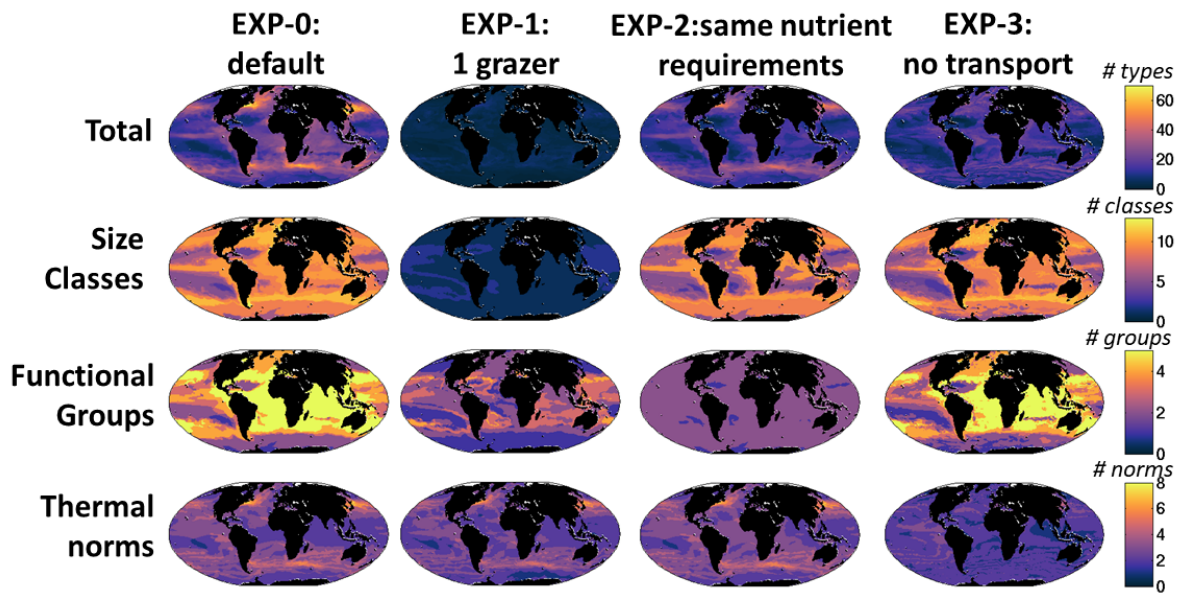 EXP-0:
default
EXP-1:
1 grazer
EXP-2:same nutrient
requirements
EXP-3:
no transport
# types
60
40
20
0
Total
# classes
10
5
0
Size
Classes
# groups
4
2
0
Functional
Groups
# norms
8
6
4
2
0
Thermal
norms